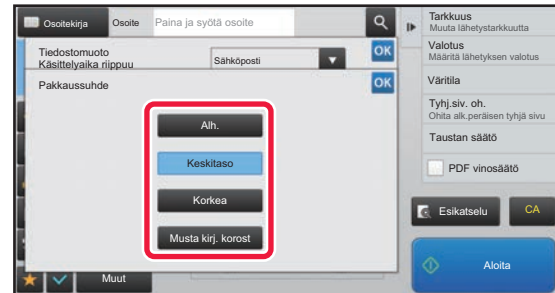 Osoitekirja
Osoite
Paina ja syötä osoite
Tiedostomuoto
Käsittelyaika riippuu
Sähköposti
OK
Pakkaussuhde
OK
Alh.
Keskitaso
Korkea
Musta kirj. korost
Muut
Tarkkuus
Muuta lähetystarkkuutta
Valotus
Määritä lähetyksen valotus
Väritila
Tyhj.siv. oh.
Ohita alk.peräisen tyhjä sivu
Taustan säätö
PDF vinosäätö
Esikatselu
CA
Aloita